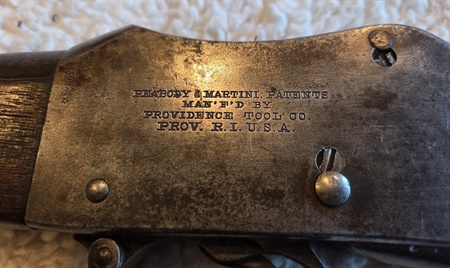 PEABODY & MARTINI. PATENTS
MAN'F'D BY
PROVIDENCE TOOL CO.
PROV. R.I. U.S.A.